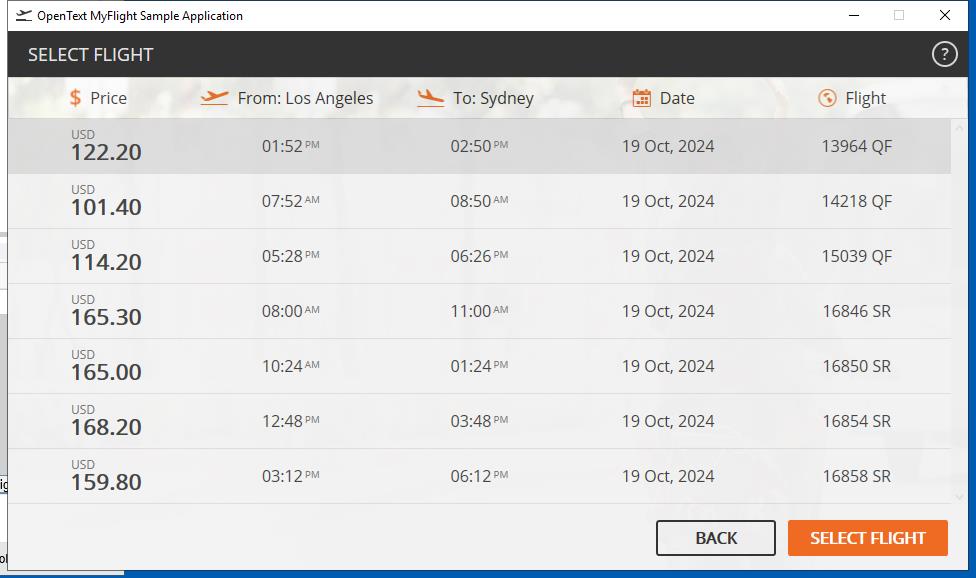 OpenText MyFlight Sample Application
SELECT FLIGHT
?
$ Price From: Los Angeles To: Sydney Date Flight
USD
122.20 01:52 PM 02:50 PM 19 Oct, 2024 13964 QF
USD
101.40 07:52 AM 08:50 AM 19 Oct, 2024 14218 QF
USD
114.20 05:28 PM 06:26 PM 19 Oct, 2024 15039 QF
USD
165.30 08:00 AM 11:00 AM 19 Oct, 2024 16846 SR
USD
165.00 10:24 AM 01:24 PM 19 Oct, 2024 16850 SR
USD
168.20 12:48 PM 03:48 PM 19 Oct, 2024 16854 SR
USD
159.80 03:12 PM 06:12 PM 19 Oct, 2024 16858 SR
BACK SELECT FLIGHT